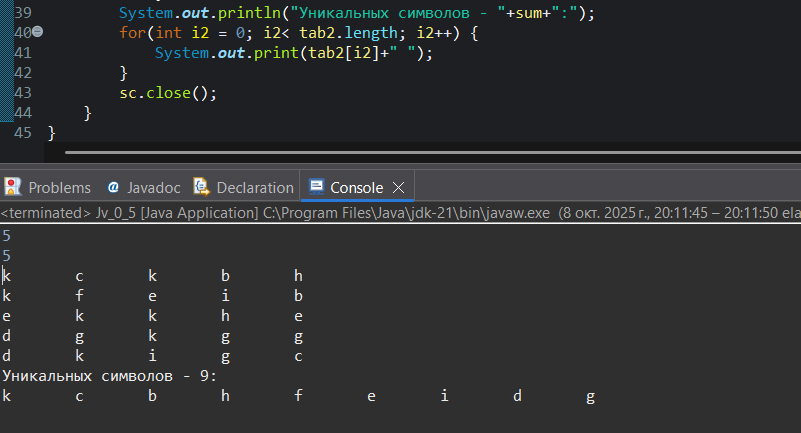 39 System.out.println("Уникальных символов - "+sum+":");
40 for(int i2 = 0; i2< tab2.length; i2++) {
41 System.out.print(tab2[i2]+" ");
42 }
43 sc.close();
44 }
45 }
Problems @ Javadoc Declaration Console
<terminated> Jv_0_5 [Java Application] C:\Program Files\Java\jdk-21\bin\javaw.exe (8 окт. 2025 г., 20:11:45 – 20:11:50 ela
5
5
k c k b h
k f e i b
e k k h e
d g k g g
d k i g c
Уникальных символов - 9:
k c b h f e i d g